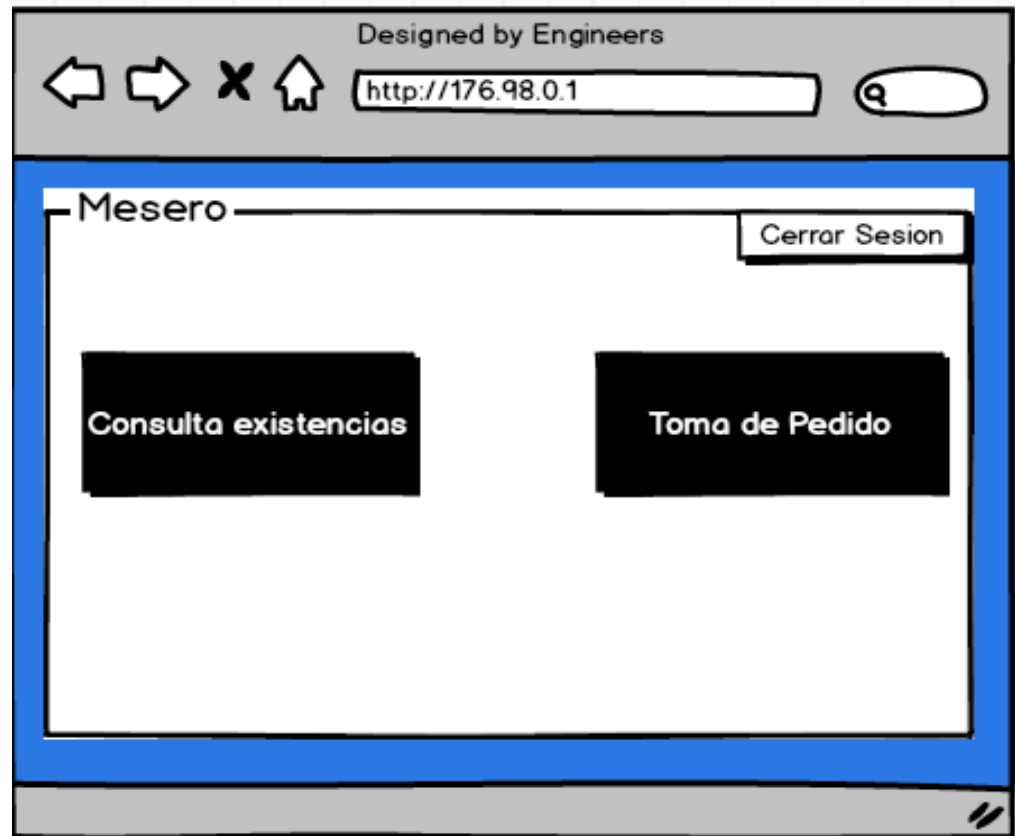 Designed by Engineers
http://176.98.0.1
Mesero
Cerrar Sesion
Consulta existencias
Toma de Pedido